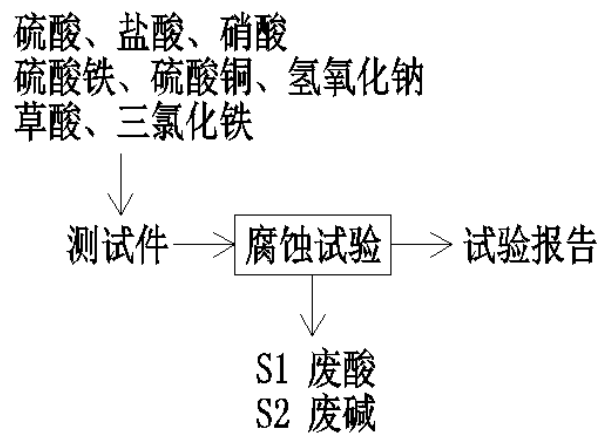 硫酸、盐酸、硝酸
硫酸铁、硫酸铜、氢氧化钠
草酸、三氯化铁
测试件
腐蚀试验
试验报告
S1 废酸
S2 废碱